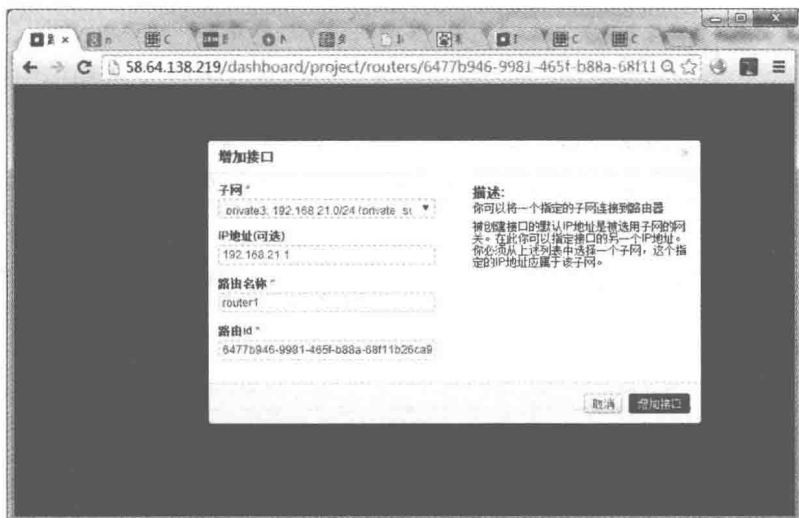 58.64.138.219/dashboard/project/routers/6477b946-9981-465f-b88a-68f11
增加接口
×
子网 *
private3: 192.168.21.0/24 (private_su
IP地址(可选)
192.168.21.1
路由名称 *
router1
路由id *
6477b946-9981-465f-b88a-68f11b26ca9
描述:
你可以将一个指定的子网连接到路由器
被创建接口的默认IP地址是被选用子网的网
关。在此你可以指定接口的另一个IP地址。
你必须从上述列表中选择一个子网，这个指
定的IP地址应属于该子网。
取消
增加接口